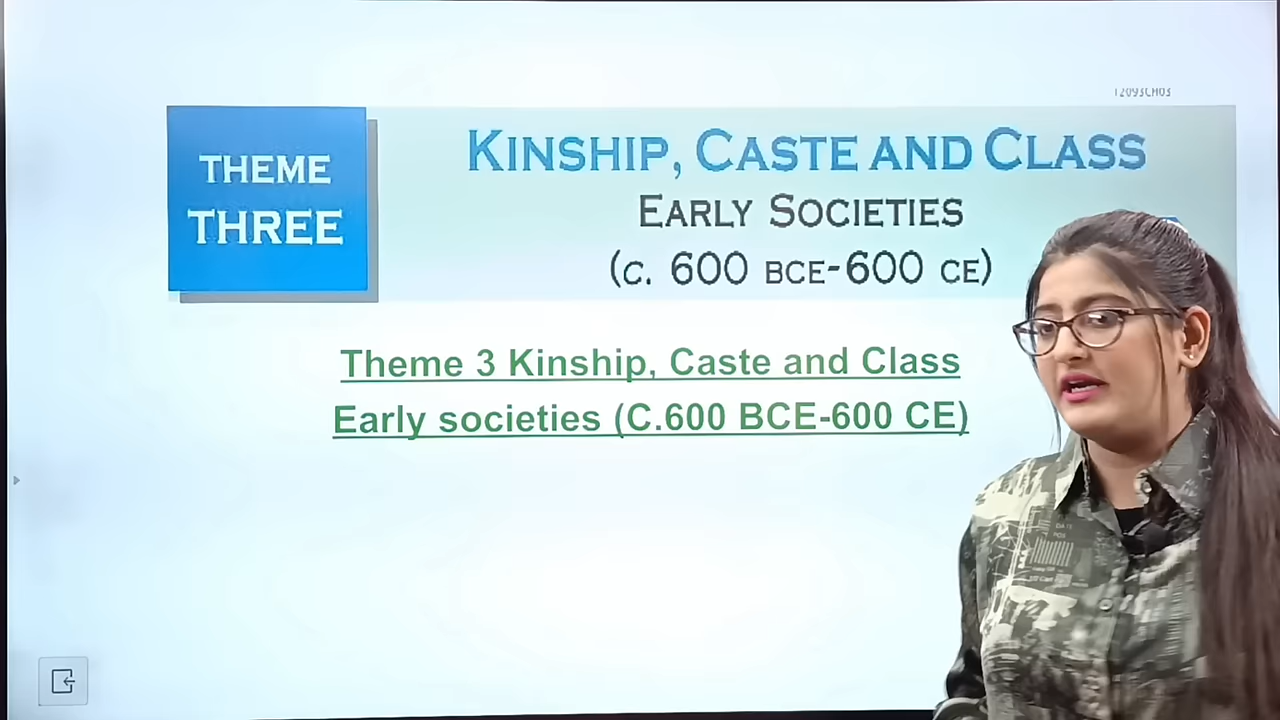 12093CH03
THEME
THREE
KINSHIP, CASTE AND CLASS
EARLY SOCIETIES
(C. 600 BCE-600 CE)
Theme 3 Kinship, Caste and Class
Early societies (C.600 BCE-600 CE)